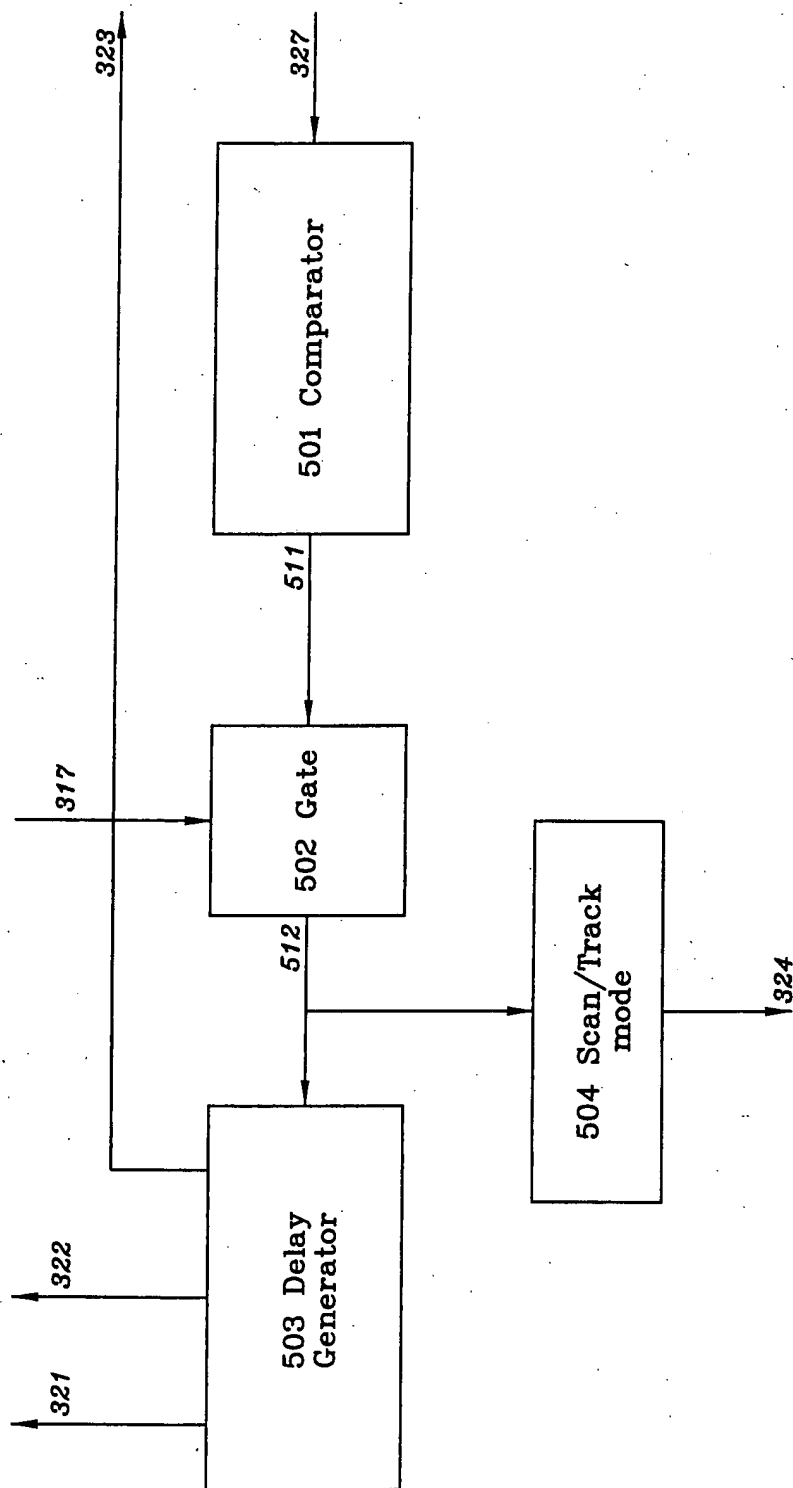 323
327
501 Comparator
511
317
502 Gate
512
504 Scan/Track
mode
324
503 Delay
Generator
322
321